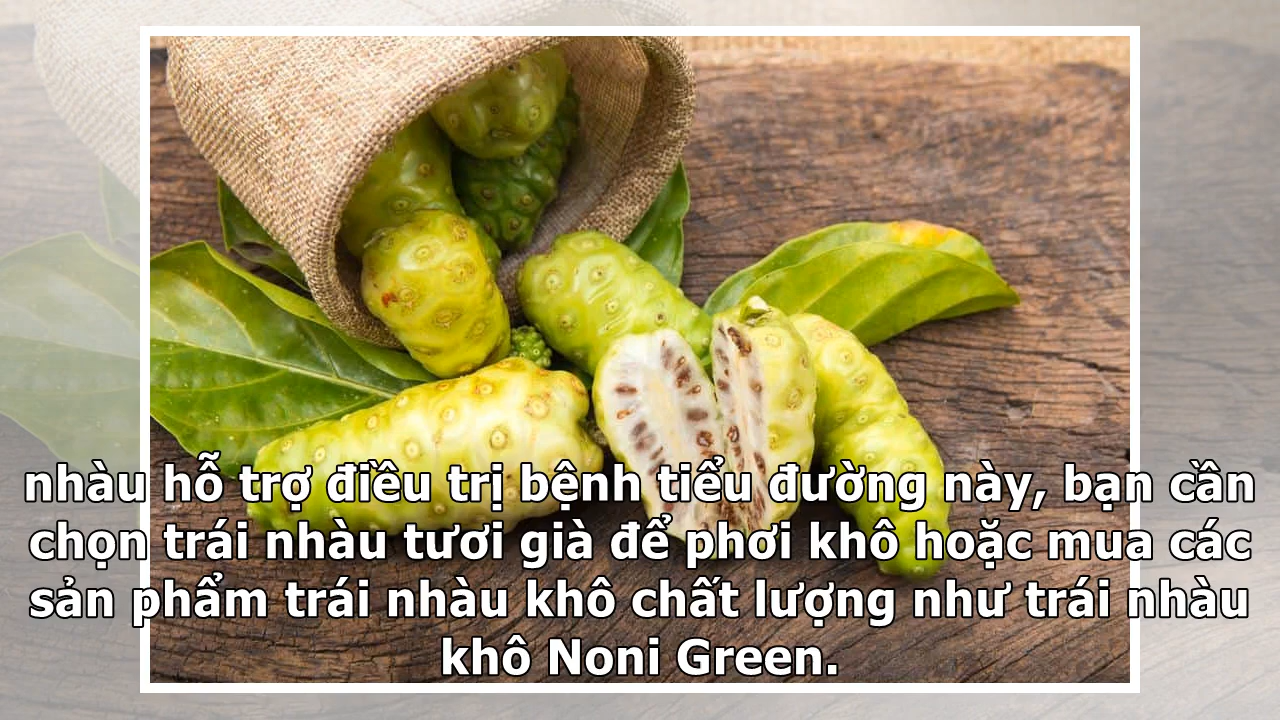 nhàu hỗ trợ điều trị bệnh tiểu đường này, bạn cần
chọn trái nhàu tươi già để phơi khô hoặc mua các
sản phẩm trái nhàu khô chất lượng như trái nhàu
khô Noni Green.